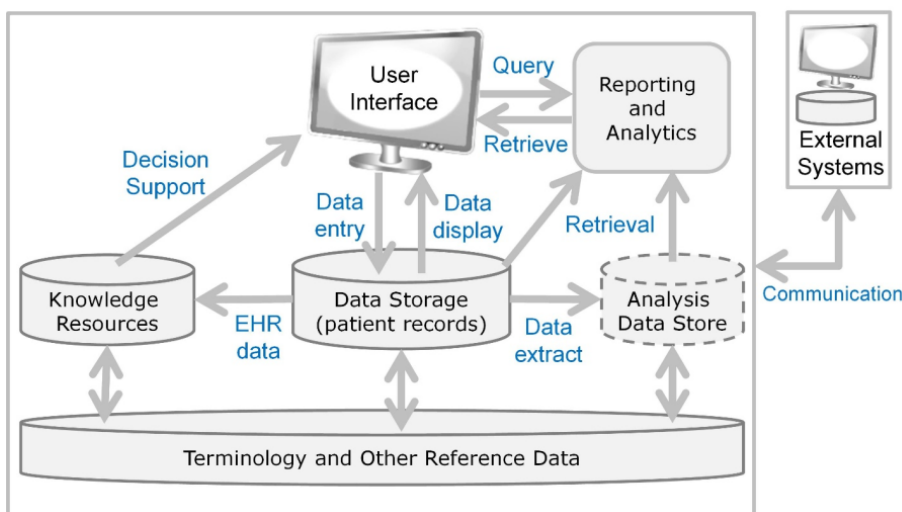 User
Interface
Query
Reporting
and
Analytics
Retrieve
External
Systems
Decision
Support
Data
entry
Data
display
Retrieval
Communication
Knowledge
Resources
EHR
data
Data Storage
(patient records)
Data
extract
Analysis
Data Store
Terminology and Other Reference Data